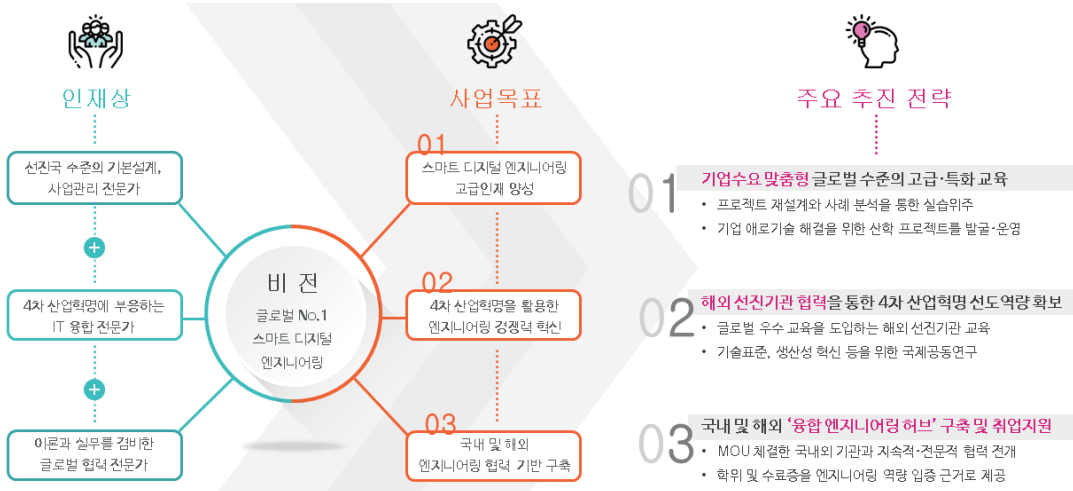 인재상
선진국 수준의 기본설계,
사업관리 전문가
+
4차 산업혁명에 부응하는
IT 융합 전문가
+
이론과 실무를 겸비한
글로벌 협력 전문가
비 전
글로벌 No.1
스마트 디지털
엔지니어링
사업목표
01
스마트 디지털 엔지니어링
고급인재 양성
02
4차 산업혁명을 활용한
엔지니어링 경쟁력 혁신
03
국내 및 해외
엔지니어링 협력 기반 구축
주요 추진 전략
01
기업수요 맞춤형 글로벌 수준의 고급·특화 교육
• 프로젝트 재설계와 사례 분석을 통한 실습위주
• 기업 애로기술 해결을 위한 산학 프로젝트를 발굴·운영
02
해외 선진기관 협력을 통한 4차 산업혁명 선도역량 확보
• 글로벌 우수 교육을 도입하는 해외 선진기관 교육
• 기술표준, 생산성 혁신 등을 위한 국제공동연구
03
국내 및 해외 ‘융합 엔지니어링 허브’ 구축 및 취업지원
• MOU 체결한 국내외 기관과 지속적·전문적 협력 전개
• 학위 및 수료증을 엔지니어링 역량 입증 근거로 제공